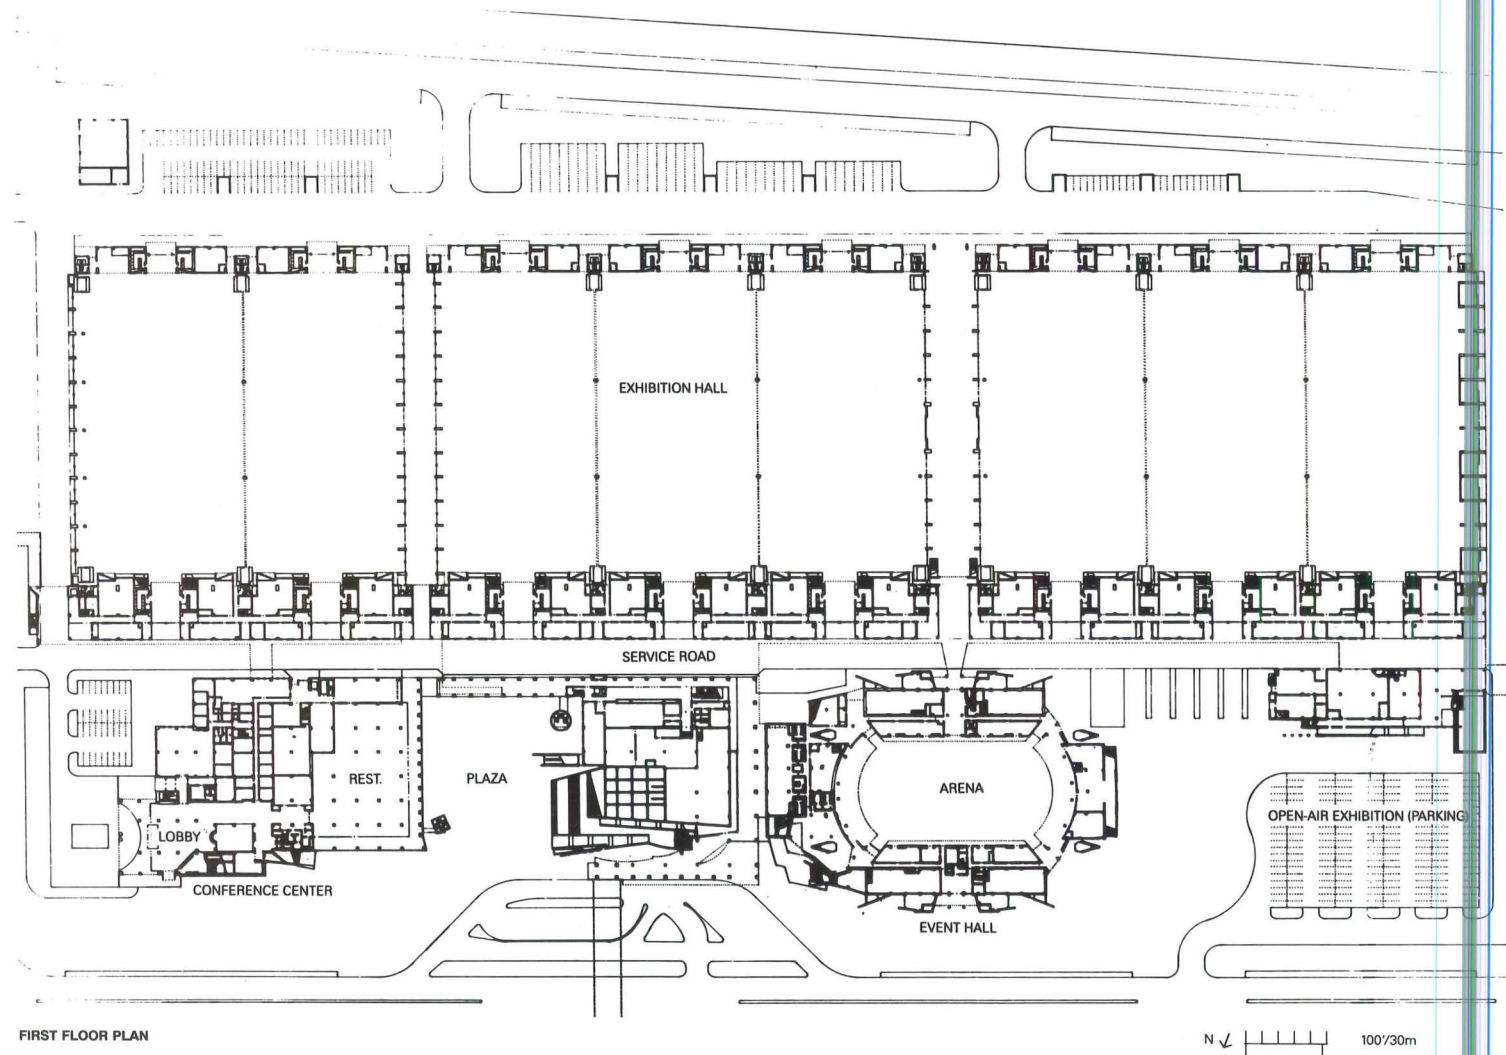 EXHIBITION HALL
SERVICE ROAD
REST.
PLAZA
ARENA
LOBBY
OPEN-AIR EXHIBITION (PARKING)
CONFERENCE CENTER
EVENT HALL
FIRST FLOOR PLAN
N
100'/30m